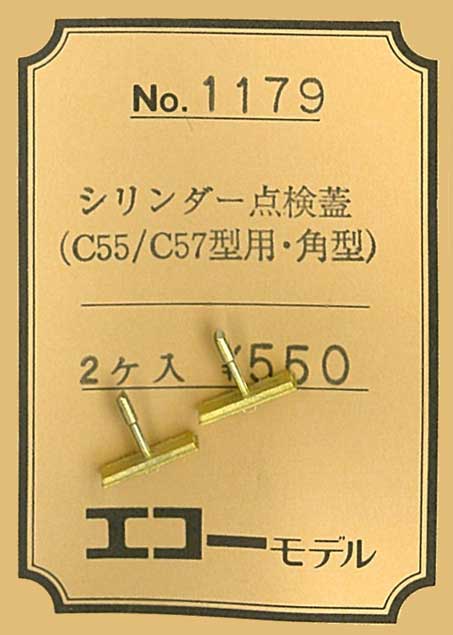 No. 1179
シリンダー点検蓋
(C55/C57型用・角型)
2ケ入 ¥550
エコーモデル